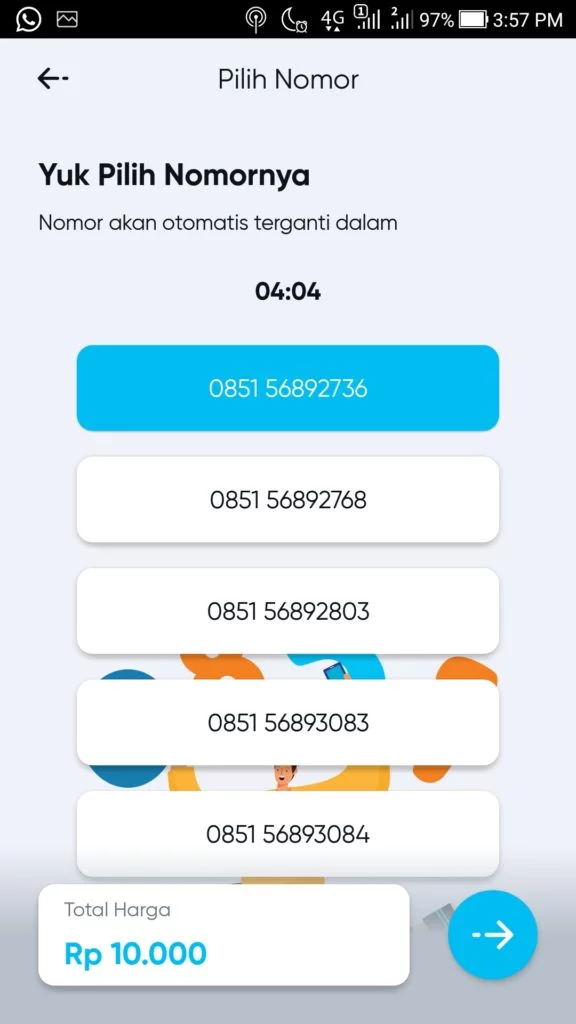 4G 1 2 97% 3:57 PM
Pilih Nomor
Yuk Pilih Nomornya
Nomor akan otomatis terganti dalam
04:04
0851 56892736
0851 56892768
0851 56892803
0851 56893083
0851 56893084
Total Harga
Rp 10.000